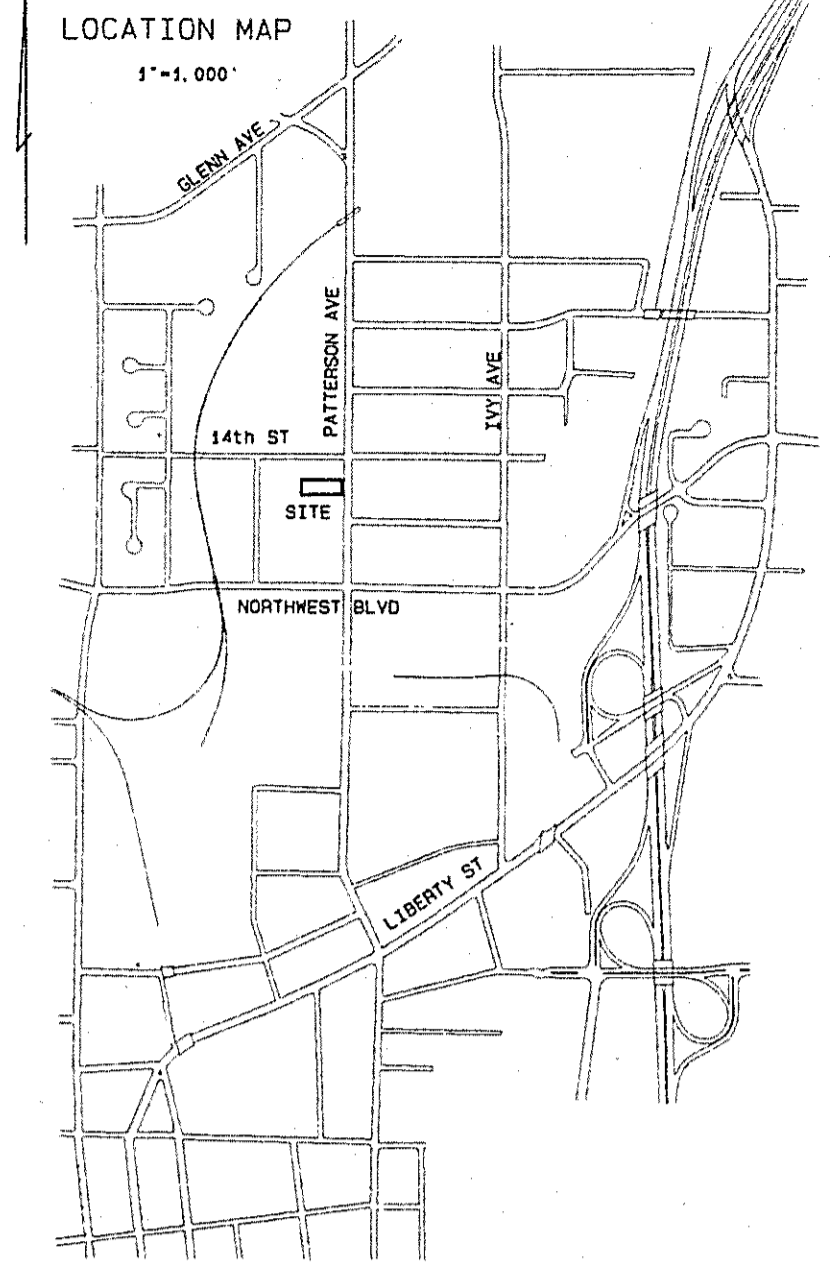 LOCATION MAP
1"=1,000'
GLENN AVE
PATTERSON AVE
IVY AVE
14th ST
SITE
NORTHWEST BLVD
LIBERTY ST